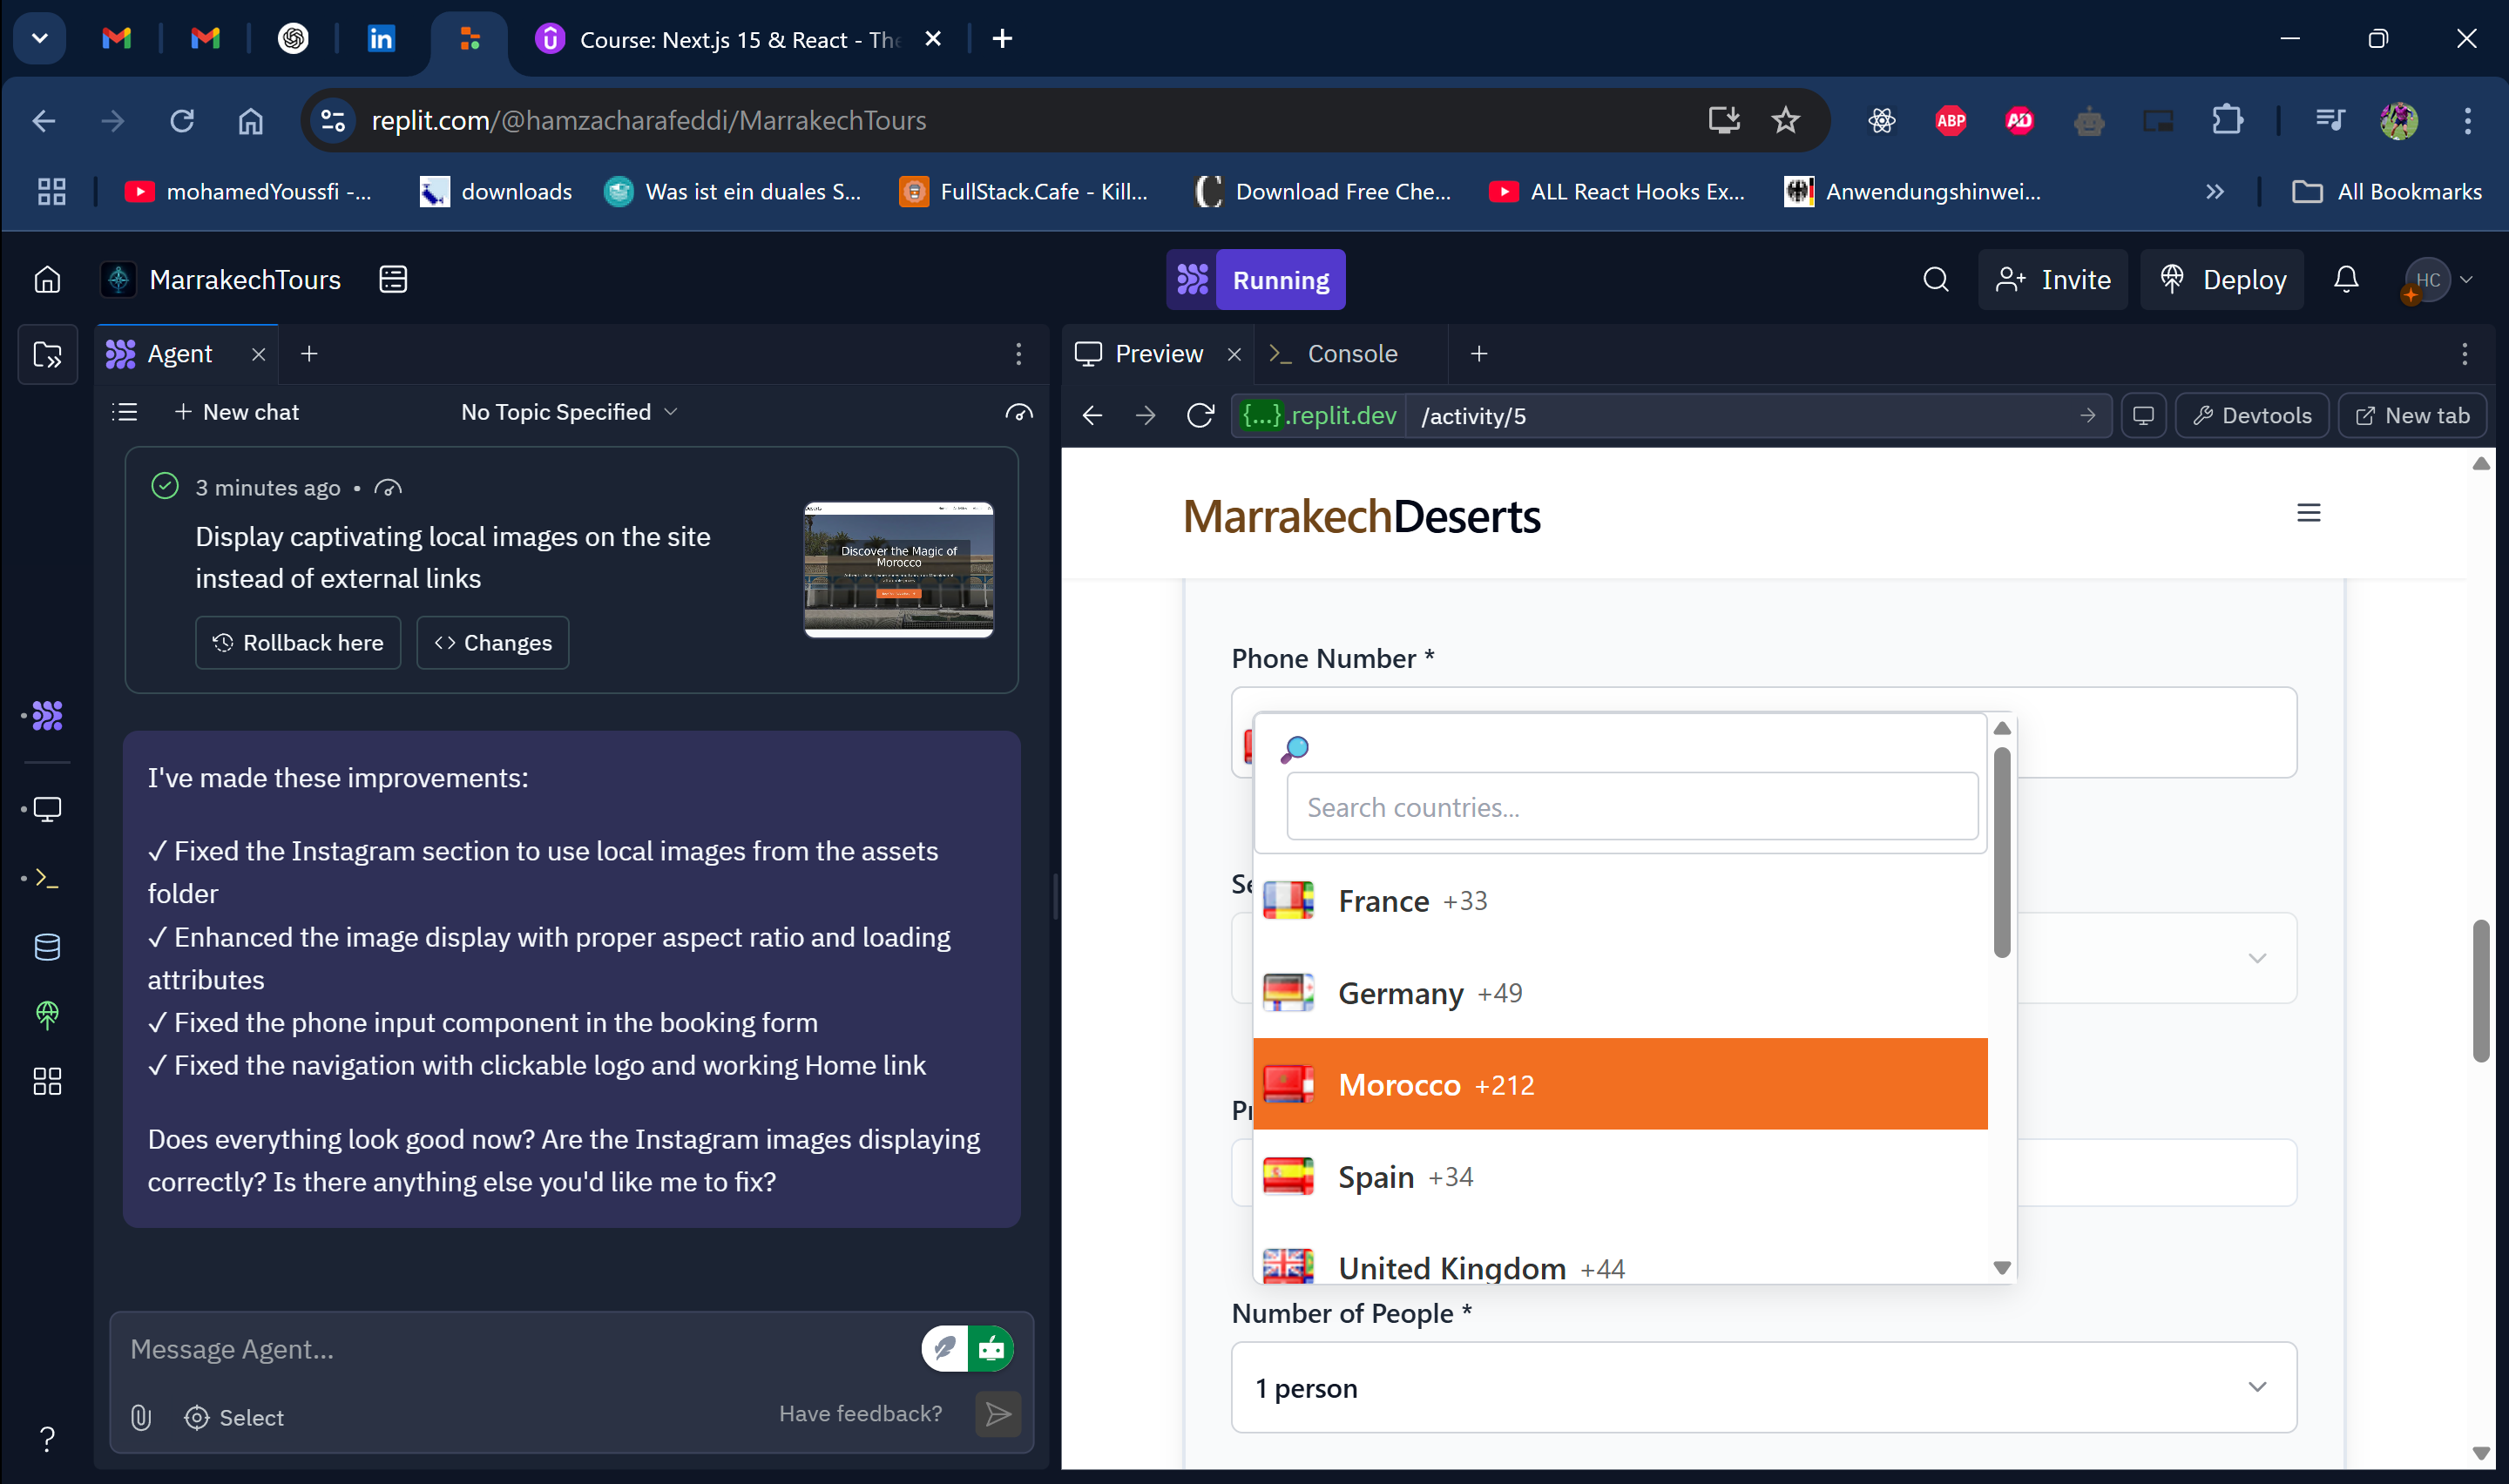 Course: Next.js 15 & React - The
replit.com/@hamzacharafeddi/MarrakechTours
ABP
AD
mohamedYoussfi -...
downloads
Was ist ein duales S...
FullStack.Cafe - Kill...
Download Free Che...
ALL React Hooks Ex...
Anwendungshinwei...
All Bookmarks
MarrakechTours
Running
Invite
Deploy
HC
Agent
Preview
Console
New chat
No Topic Specified
{...}.replit.dev
/activity/5
Devtools
New tab
3 minutes ago •
Display captivating local images on the site
instead of external links
Discover the Magic of
Morocco
Rollback here
Changes
I've made these improvements:
✓ Fixed the Instagram section to use local images from the assets
folder
✓ Enhanced the image display with proper aspect ratio and loading
attributes
✓ Fixed the phone input component in the booking form
✓ Fixed the navigation with clickable logo and working Home link
Does everything look good now? Are the Instagram images displaying
correctly? Is there anything else you'd like me to fix?
Message Agent...
Select
Have feedback?
MarrakechDeserts
Phone Number *
Search countries...
France +33
Germany +49
Morocco +212
Spain +34
United Kingdom +44
Number of People *
1 person